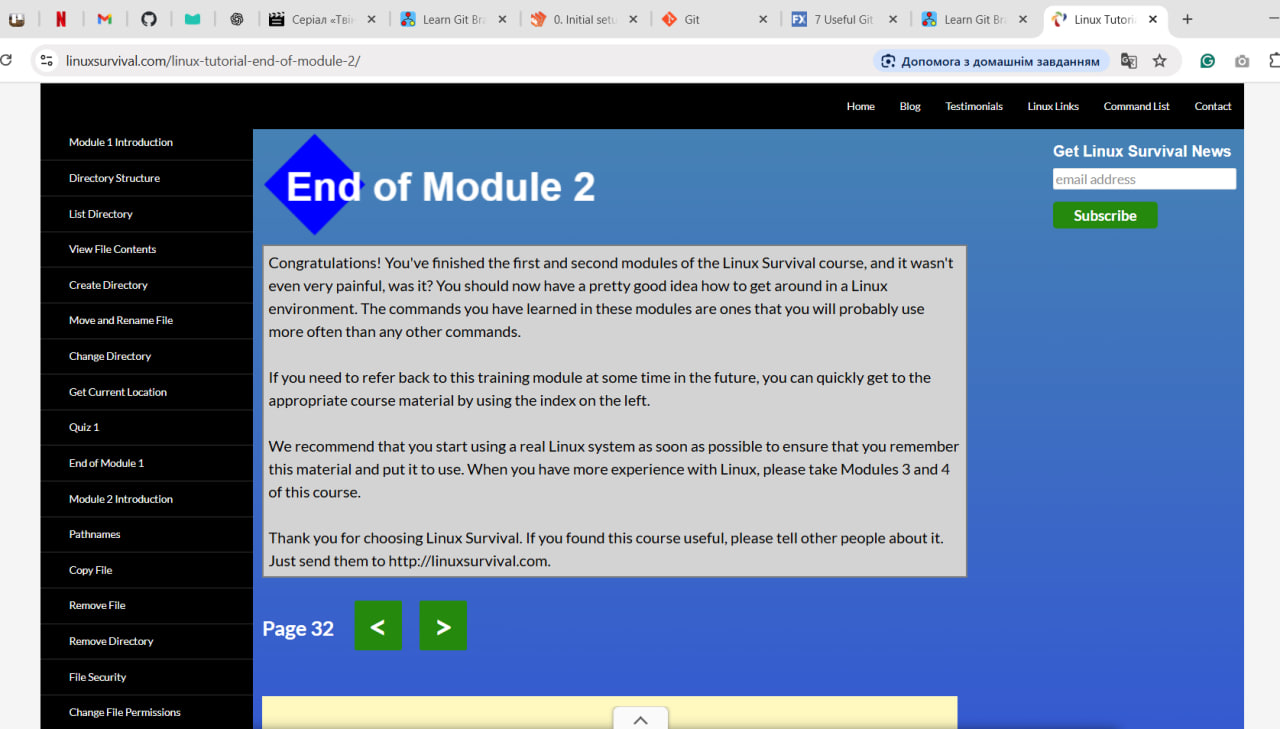 Серіал «Тві
Learn Git Br
0. Initial setu
Git
7 Useful Git
Learn Git Br
Linux Tutori
linuxsurvival.com/linux-tutorial-end-of-module-2/
Допомога з домашнім завданням
Home
Blog
Testimonials
Linux Links
Command List
Contact
Module 1 Introduction
Directory Structure
List Directory
View File Contents
Create Directory
Move and Rename File
Change Directory
Get Current Location
Quiz 1
End of Module 1
Module 2 Introduction
Pathnames
Copy File
Remove File
Remove Directory
File Security
Change File Permissions
End of Module 2
Congratulations! You've finished the first and second modules of the Linux Survival course, and it wasn't
even very painful, was it? You should now have a pretty good idea how to get around in a Linux
environment. The commands you have learned in these modules are ones that you will probably use
more often than any other commands.
If you need to refer back to this training module at some time in the future, you can quickly get to the
appropriate course material by using the index on the left.
We recommend that you start using a real Linux system as soon as possible to ensure that you remember
this material and put it to use. When you have more experience with Linux, please take Modules 3 and 4
of this course.
Thank you for choosing Linux Survival. If you found this course useful, please tell other people about it.
Just send them to http://linuxsurvival.com.
Page 32
<
>
Get Linux Survival News
email address
Subscribe